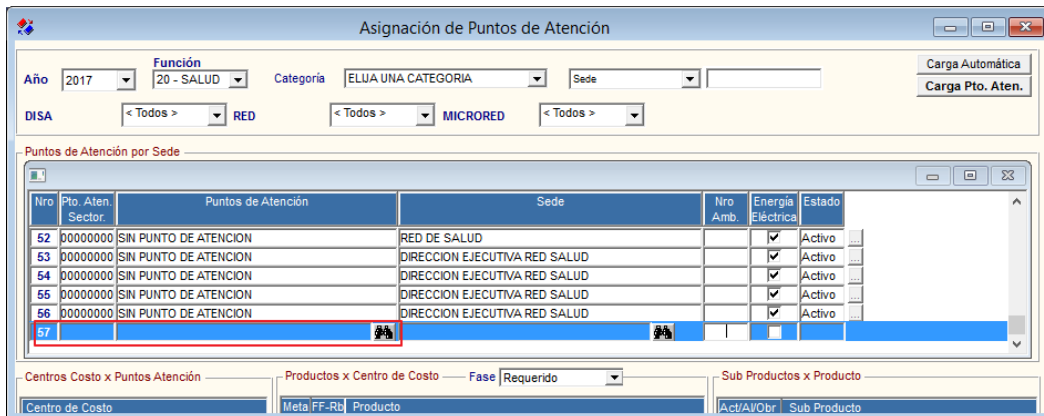 Asignación de Puntos de Atención
Función
Año 2017 20 - SALUD Categoría ELIJA UNA CATEGORIA Sede Carga Automática
Carga Pto. Aten.
DISA < Todos > RED < Todos > MICRORED < Todos >
Puntos de Atención por Sede
Nro Pto. Aten. Sector. Puntos de Atención Sede Nro Amb. Energía Eléctrica Estado
52 00000000 SIN PUNTO DE ATENCION RED DE SALUD Activo ...
53 00000000 SIN PUNTO DE ATENCION DIRECCION EJECUTIVA RED SALUD Activo ...
54 00000000 SIN PUNTO DE ATENCION DIRECCION EJECUTIVA RED SALUD Activo ...
55 00000000 SIN PUNTO DE ATENCION DIRECCION EJECUTIVA RED SALUD Activo ...
56 00000000 SIN PUNTO DE ATENCION DIRECCION EJECUTIVA RED SALUD Activo ...
57
Centros Costo x Puntos Atención Productos x Centro de Costo Fase Requerido Sub Productos x Producto
Centro de Costo Meta FF-Rb Producto Act/AI/Obr Sub Producto